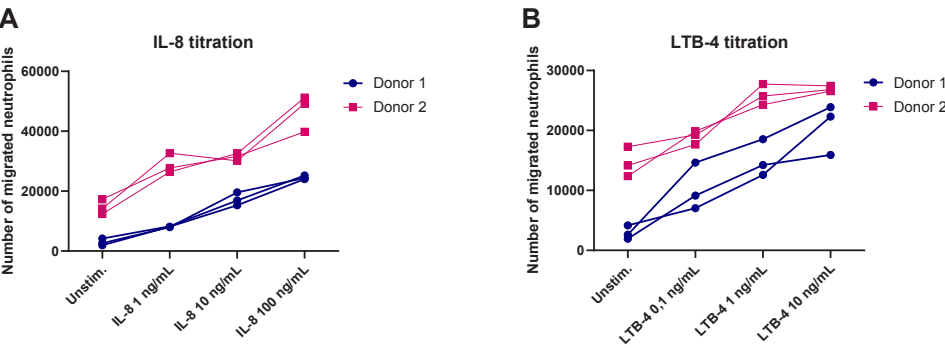 A
IL-8 titration
Number of migrated neutrophils
60000
40000
20000
0
Unstim.
IL-8 1 ng/mL
IL-8 10 ng/mL
IL-8 100 ng/mL
Donor 1
Donor 2
B
LTB-4 titration
Number of migrated neutrophils
30000
20000
10000
0
Unstim.
LTB-4 0,1 ng/mL
LTB-4 1 ng/mL
LTB-4 10 ng/mL
Donor 1
Donor 2